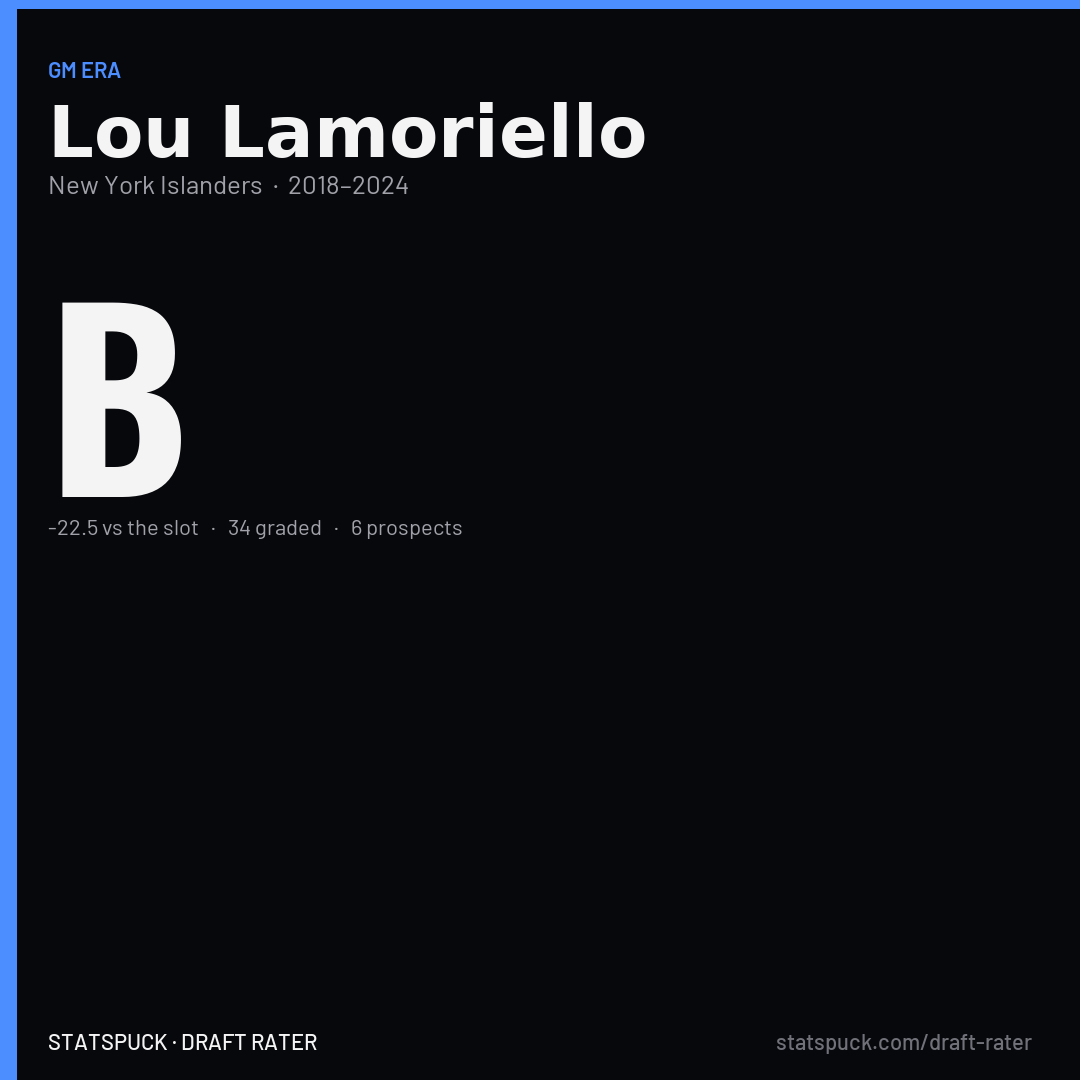 GM ERA
Lou Lamoriello
New York Islanders · 2018–2024
B
-22.5 vs the slot · 34 graded · 6 prospects
STATSPUCK · DRAFT RATER
statspuck.com/draft-rater